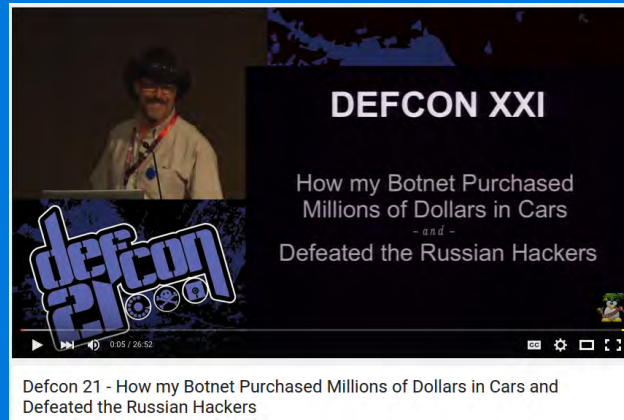 DEFCON XXI
How my Botnet Purchased
Millions of Dollars in Cars
- and -
Defeated the Russian Hackers
defcon
21
0:05 / 26:52
CC
Defcon 21 - How my Botnet Purchased Millions of Dollars in Cars and
Defeated the Russian Hackers